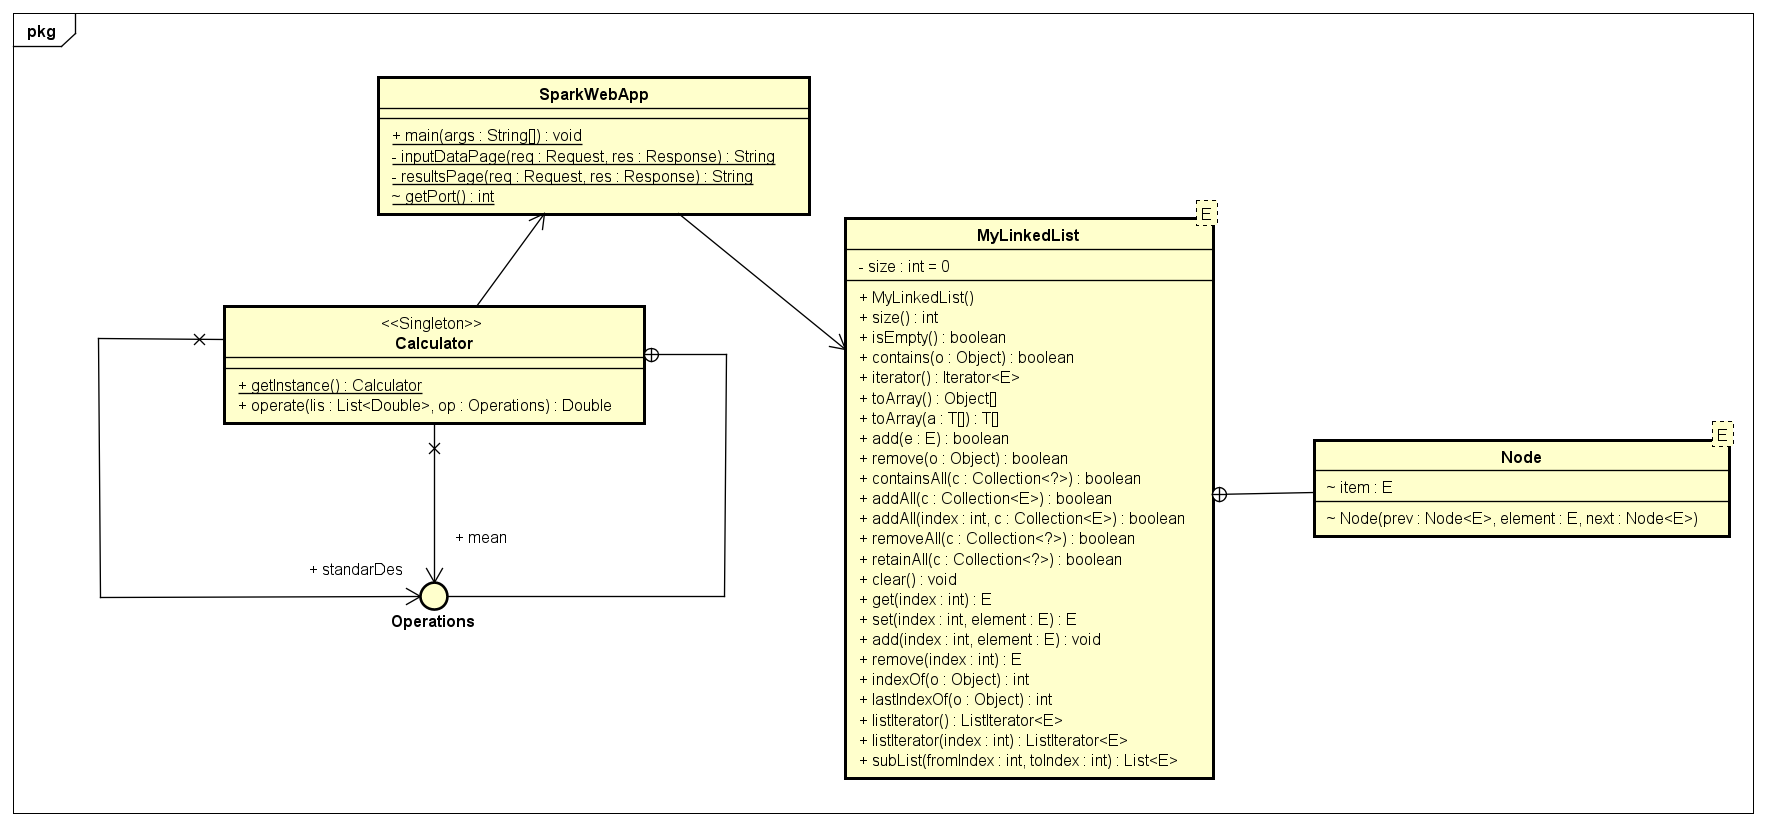 pkg
SparkWebApp
+ main(args : String[]) : void
- inputDataPage(req : Request, res : Response) : String
- resultsPage(req : Request, res : Response) : String
~ getPort() : int
<<Singleton>>
Calculator
+ getInstance() : Calculator
+ operate(lis : List<Double>, op : Operations) : Double
+ mean
+ standarDes
Operations
E
MyLinkedList
- size : int = 0
+ MyLinkedList()
+ size() : int
+ isEmpty() : boolean
+ contains(o : Object) : boolean
+ iterator() : Iterator<E>
+ toArray() : Object[]
+ toArray(a : T[]) : T[]
+ add(e : E) : boolean
+ remove(o : Object) : boolean
+ containsAll(c : Collection<?>) : boolean
+ addAll(c : Collection<E>) : boolean
+ addAll(index : int, c : Collection<E>) : boolean
+ removeAll(c : Collection<?>) : boolean
+ retainAll(c : Collection<?>) : boolean
+ clear() : void
+ get(index : int) : E
+ set(index : int, element : E) : E
+ add(index : int, element : E) : void
+ remove(index : int) : E
+ indexOf(o : Object) : int
+ lastIndexOf(o : Object) : int
+ listIterator() : ListIterator<E>
+ listIterator(index : int) : ListIterator<E>
+ subList(fromIndex : int, toIndex : int) : List<E>
E
Node
~ item : E
~ Node(prev : Node<E>, element : E, next : Node<E>)